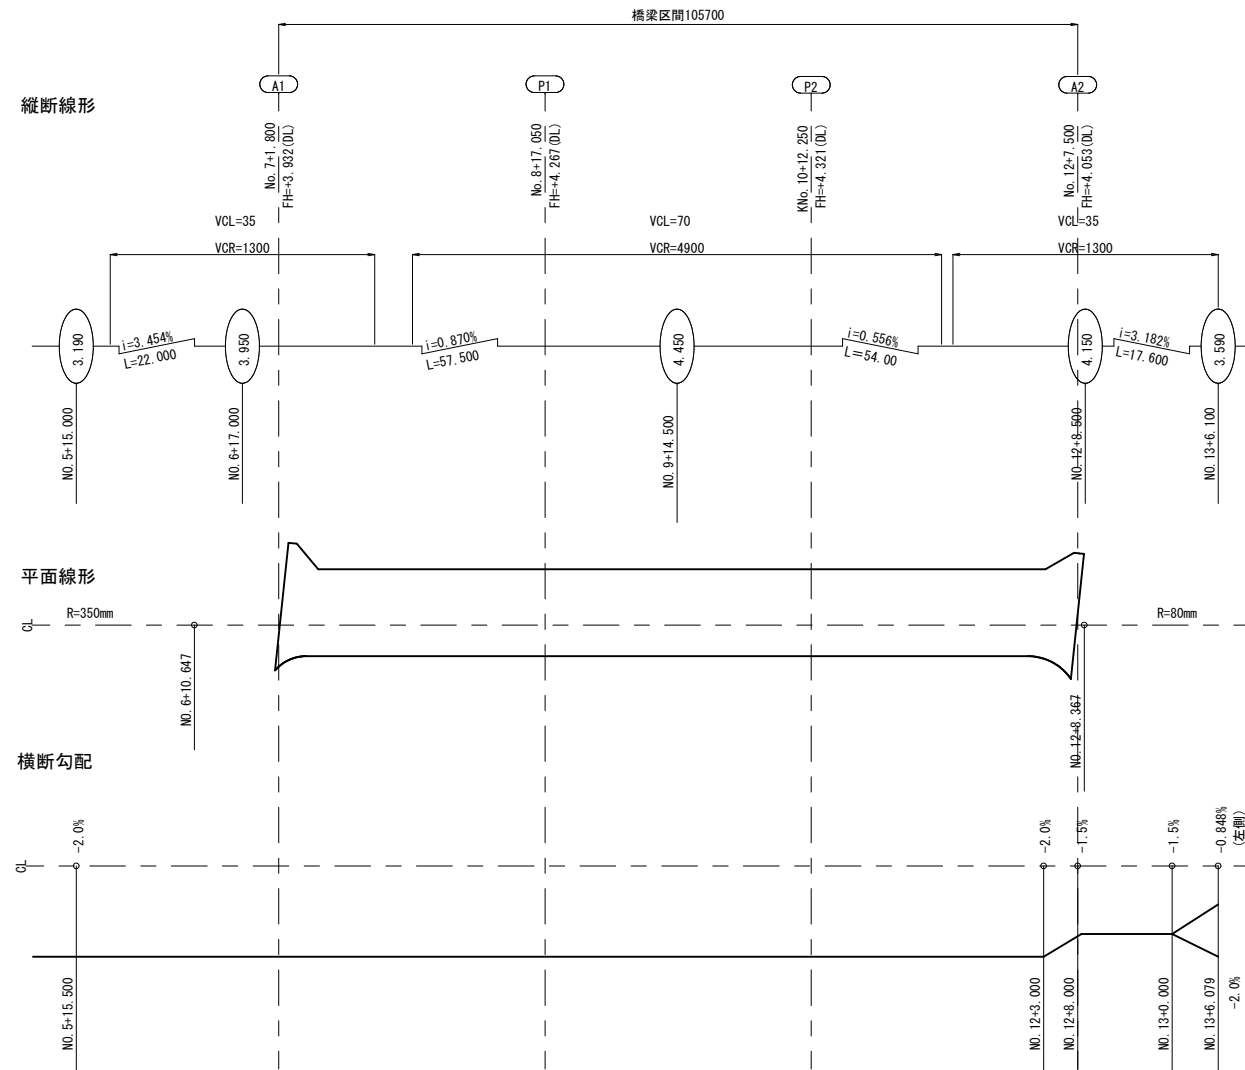 橋梁区間105700
A1
P1
P2
A2
縦断線形
No.7+1.800
FH=+3.932(DL)
No.8+17.050
FH=+4.267(DL)
KNo.10+12.250
FH=+4.321(DL)
No.12+7.500
FH=+4.053(DL)
VCL=35
VCR=1300
VCL=70
VCR=4900
VCL=35
VCR=1300
3.190
i=3.454%
L=22.000
3.950
i=0.870%
L=57.500
4.450
i=0.556%
L=54.00
4.150
i=3.182%
L=17.600
3.590
NO.5+15.000
NO.6+17.000
NO.9+14.500
NO.12+8.500
NO.13+6.100
平面線形
R=350mm
CL
R=80mm
NO.6+10.647
NO.12+8.367
横断勾配
CL
-2.0%
-2.0%
-1.5%
-1.5%
-0.848%
(左側)
NO.5+15.500
NO.12+3.000
NO.12+8.000
NO.13+0.000
NO.13+6.079
-2.0%